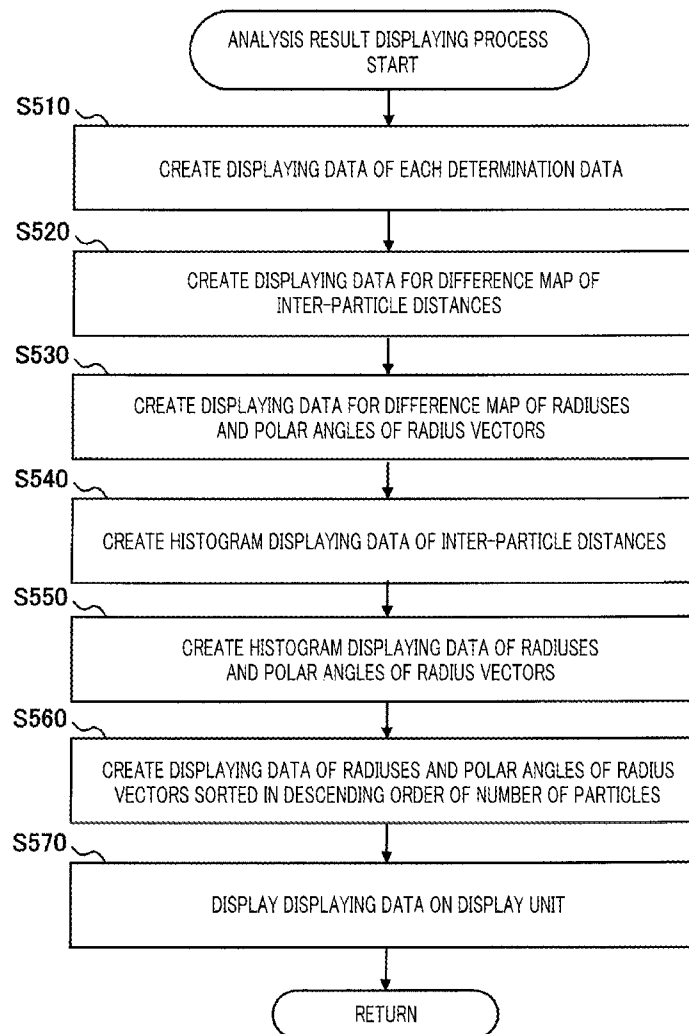 ANALYSIS RESULT DISPLAYING PROCESS
START
S510
CREATE DISPLAYING DATA OF EACH DETERMINATION DATA
S520
CREATE DISPLAYING DATA FOR DIFFERENCE MAP OF
INTER-PARTICLE DISTANCES
S530
CREATE DISPLAYING DATA FOR DIFFERENCE MAP OF RADIUSES
AND POLAR ANGLES OF RADIUS VECTORS
S540
CREATE HISTOGRAM DISPLAYING DATA OF INTER-PARTICLE DISTANCES
S550
CREATE HISTOGRAM DISPLAYING DATA OF RADIUSES
AND POLAR ANGLES OF RADIUS VECTORS
S560
CREATE DISPLAYING DATA OF RADIUSES AND POLAR ANGLES OF RADIUS
VECTORS SORTED IN DESCENDING ORDER OF NUMBER OF PARTICLES
S570
DISPLAY DISPLAYING DATA ON DISPLAY UNIT
RETURN